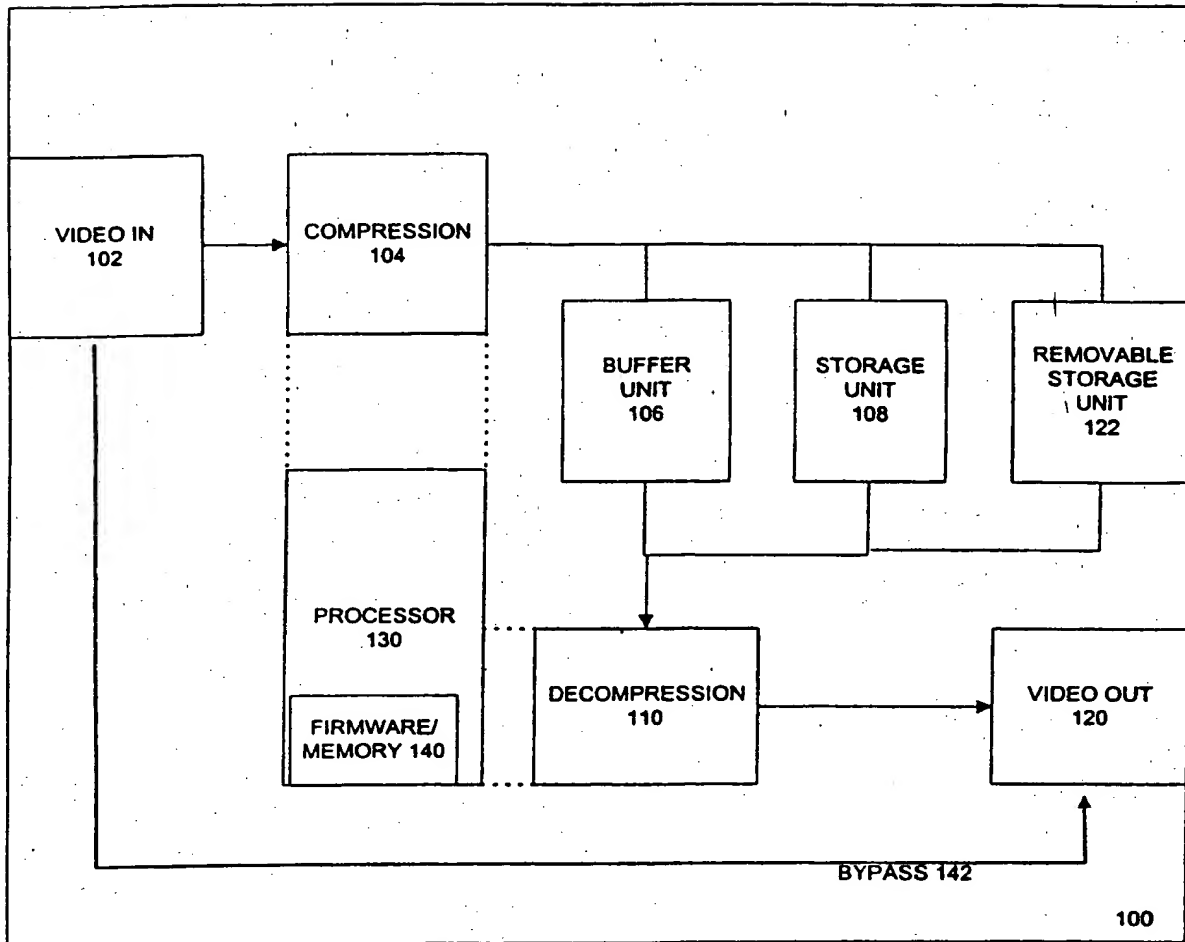 VIDEO IN
102
COMPRESSION
104
BUFFER
UNIT
106
STORAGE
UNIT
108
REMOVABLE
STORAGE
UNIT
122
PROCESSOR
130
FIRMWARE/
MEMORY 140
DECOMPRESSION
110
VIDEO OUT
120
BYPASS 142
100